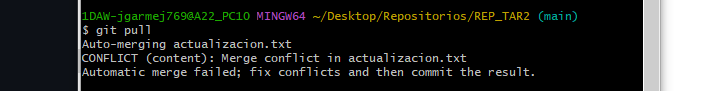 1DAW-jgarmej769@A22_PC10 MINGW64 ~/Desktop/Repositorios/REP_TAR2 (main)
$ git pull
Auto-merging actualizacion.txt
CONFLICT (content): Merge conflict in actualizacion.txt
Automatic merge failed; fix conflicts and then commit the result.